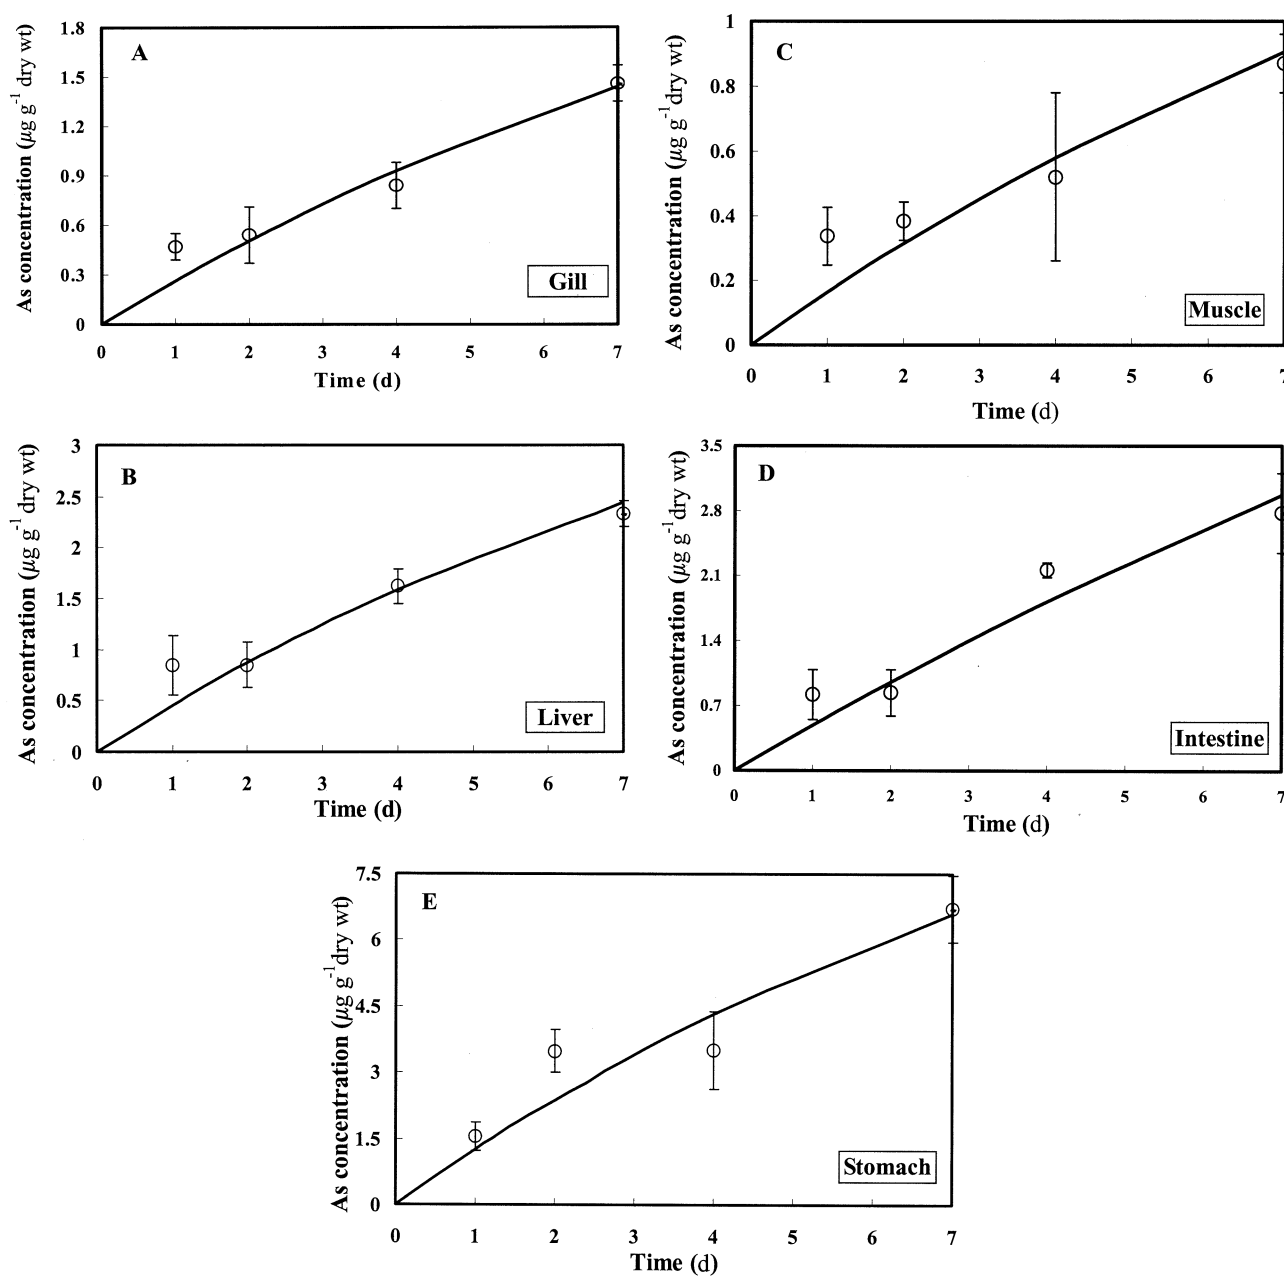 A
As concentration (µg g-1 dry wt)
1.8
1.5
1.2
0.9
0.6
0.3
0
Gill
0 1 2 3 4 5 6 7
Time (d)
C
As concentration (µg g-1 dry wt)
1
0.8
0.6
0.4
0.2
0
Muscle
0 1 2 3 4 5 6 7
Time (d)
B
As concentration (µg g-1 dry wt)
3
2.5
2
1.5
1
0.5
0
Liver
0 1 2 3 4 5 6 7
Time (d)
D
As concentration (µg g-1 dry wt)
3.5
2.8
2.1
1.4
0.7
0
Intestine
0 1 2 3 4 5 6 7
Time (d)
E
As concentration (µg g-1 dry wt)
7.5
6
4.5
3
1.5
0
Stomach
0 1 2 3 4 5 6 7
Time (d)